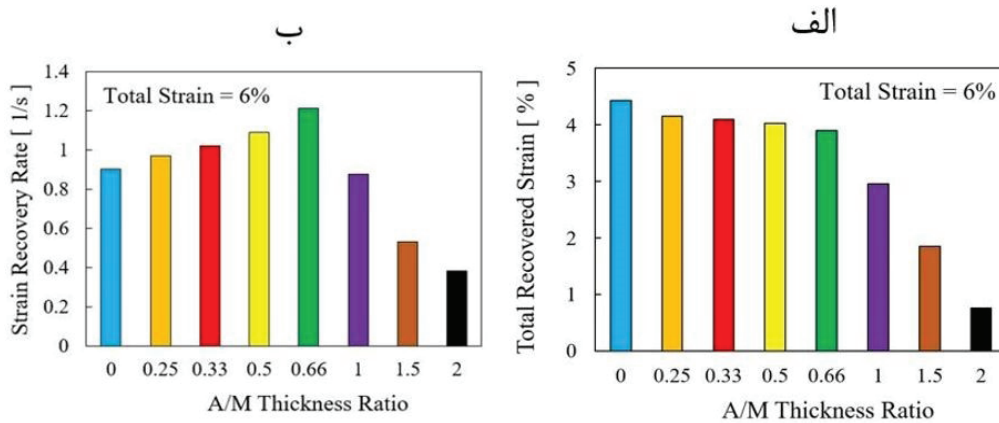 الف
5
Total Strain = 6%
4
3
2
1
0
Total Recovered Strain [ % ]
0 0.25 0.33 0.5 0.66 1 1.5 2
A/M Thickness Ratio
ب
1.4
Total Strain = 6%
1.2
1
0.8
0.6
0.4
0.2
0
Strain Recovery Rate [ 1/s ]
0 0.25 0.33 0.5 0.66 1 1.5 2
A/M Thickness Ratio